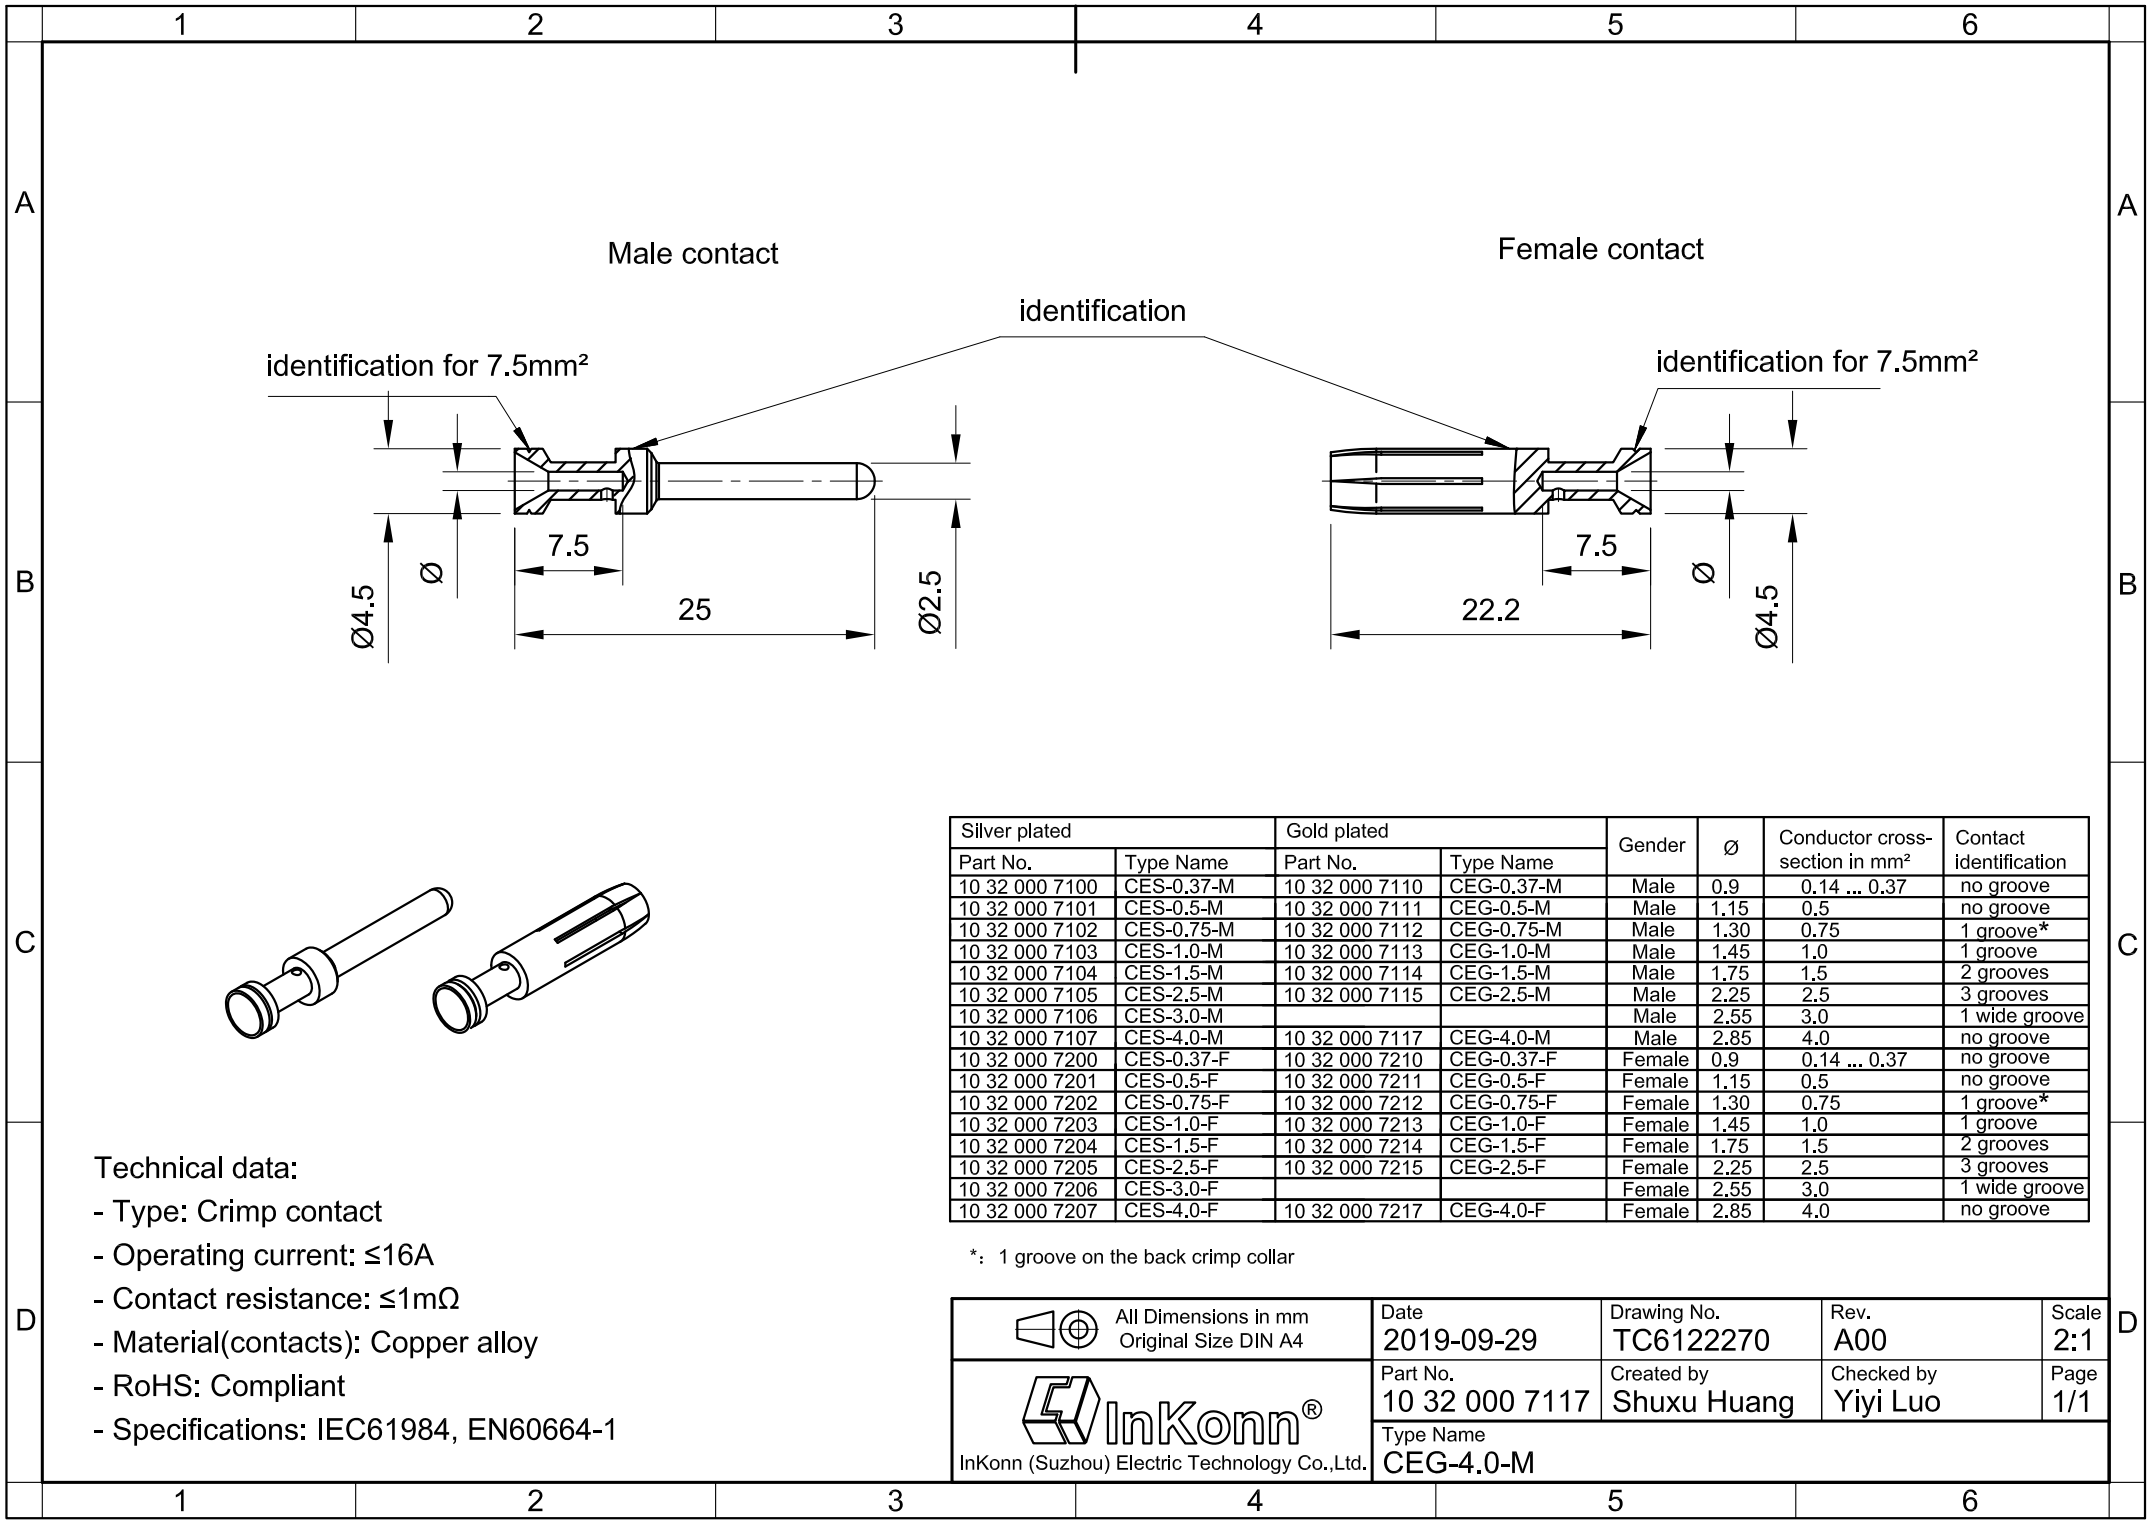 1 2 3 4 5 6
A A
Male contact
Female contact
identification
identification for 7.5mm²
identification for 7.5mm²
7.5
7.5
Ø
Ø
B B
Ø4.5
25
Ø2.5
22.2
Ø4.5
Silver plated Gold plated Gender Ø Conductor cross-section in mm² Contact identification
Part No. Type Name Part No. Type Name
10 32 000 7100 CES-0.37-M 10 32 000 7110 CEG-0.37-M Male 0.9 0.14 ... 0.37 no groove
10 32 000 7101 CES-0.5-M 10 32 000 7111 CEG-0.5-M Male 1.15 0.5 no groove
10 32 000 7102 CES-0.75-M 10 32 000 7112 CEG-0.75-M Male 1.30 0.75 1 groove*
10 32 000 7103 CES-1.0-M 10 32 000 7113 CEG-1.0-M Male 1.45 1.0 1 groove
10 32 000 7104 CES-1.5-M 10 32 000 7114 CEG-1.5-M Male 1.75 1.5 2 grooves
10 32 000 7105 CES-2.5-M 10 32 000 7115 CEG-2.5-M Male 2.25 2.5 3 grooves
10 32 000 7106 CES-3.0-M Male 2.55 3.0 1 wide groove
10 32 000 7107 CES-4.0-M 10 32 000 7117 CEG-4.0-M Male 2.85 4.0 no groove
10 32 000 7200 CES-0.37-F 10 32 000 7210 CEG-0.37-F Female 0.9 0.14 ... 0.37 no groove
10 32 000 7201 CES-0.5-F 10 32 000 7211 CEG-0.5-F Female 1.15 0.5 no groove
10 32 000 7202 CES-0.75-F 10 32 000 7212 CEG-0.75-F Female 1.30 0.75 1 groove*
10 32 000 7203 CES-1.0-F 10 32 000 7213 CEG-1.0-F Female 1.45 1.0 1 groove
10 32 000 7204 CES-1.5-F 10 32 000 7214 CEG-1.5-F Female 1.75 1.5 2 grooves
10 32 000 7205 CES-2.5-F 10 32 000 7215 CEG-2.5-F Female 2.25 2.5 3 grooves
10 32 000 7206 CES-3.0-F Female 2.55 3.0 1 wide groove
10 32 000 7207 CES-4.0-F 10 32 000 7217 CEG-4.0-F Female 2.85 4.0 no groove
*: 1 groove on the back crimp collar
C C
Technical data:
- Type: Crimp contact
- Operating current: ≤16A
- Contact resistance: ≤1mΩ
- Material(contacts): Copper alloy
- RoHS: Compliant
- Specifications: IEC61984, EN60664-1
D D
All Dimensions in mm
Original Size DIN A4
Date Drawing No. Rev. Scale
2019-09-29 TC6122270 A00 2:1
Part No. Created by Checked by Page
10 32 000 7117 Shuxu Huang Yiyi Luo 1/1
InKonn®
InKonn (Suzhou) Electric Technology Co.,Ltd.
Type Name
CEG-4.0-M
1 2 3 4 5 6